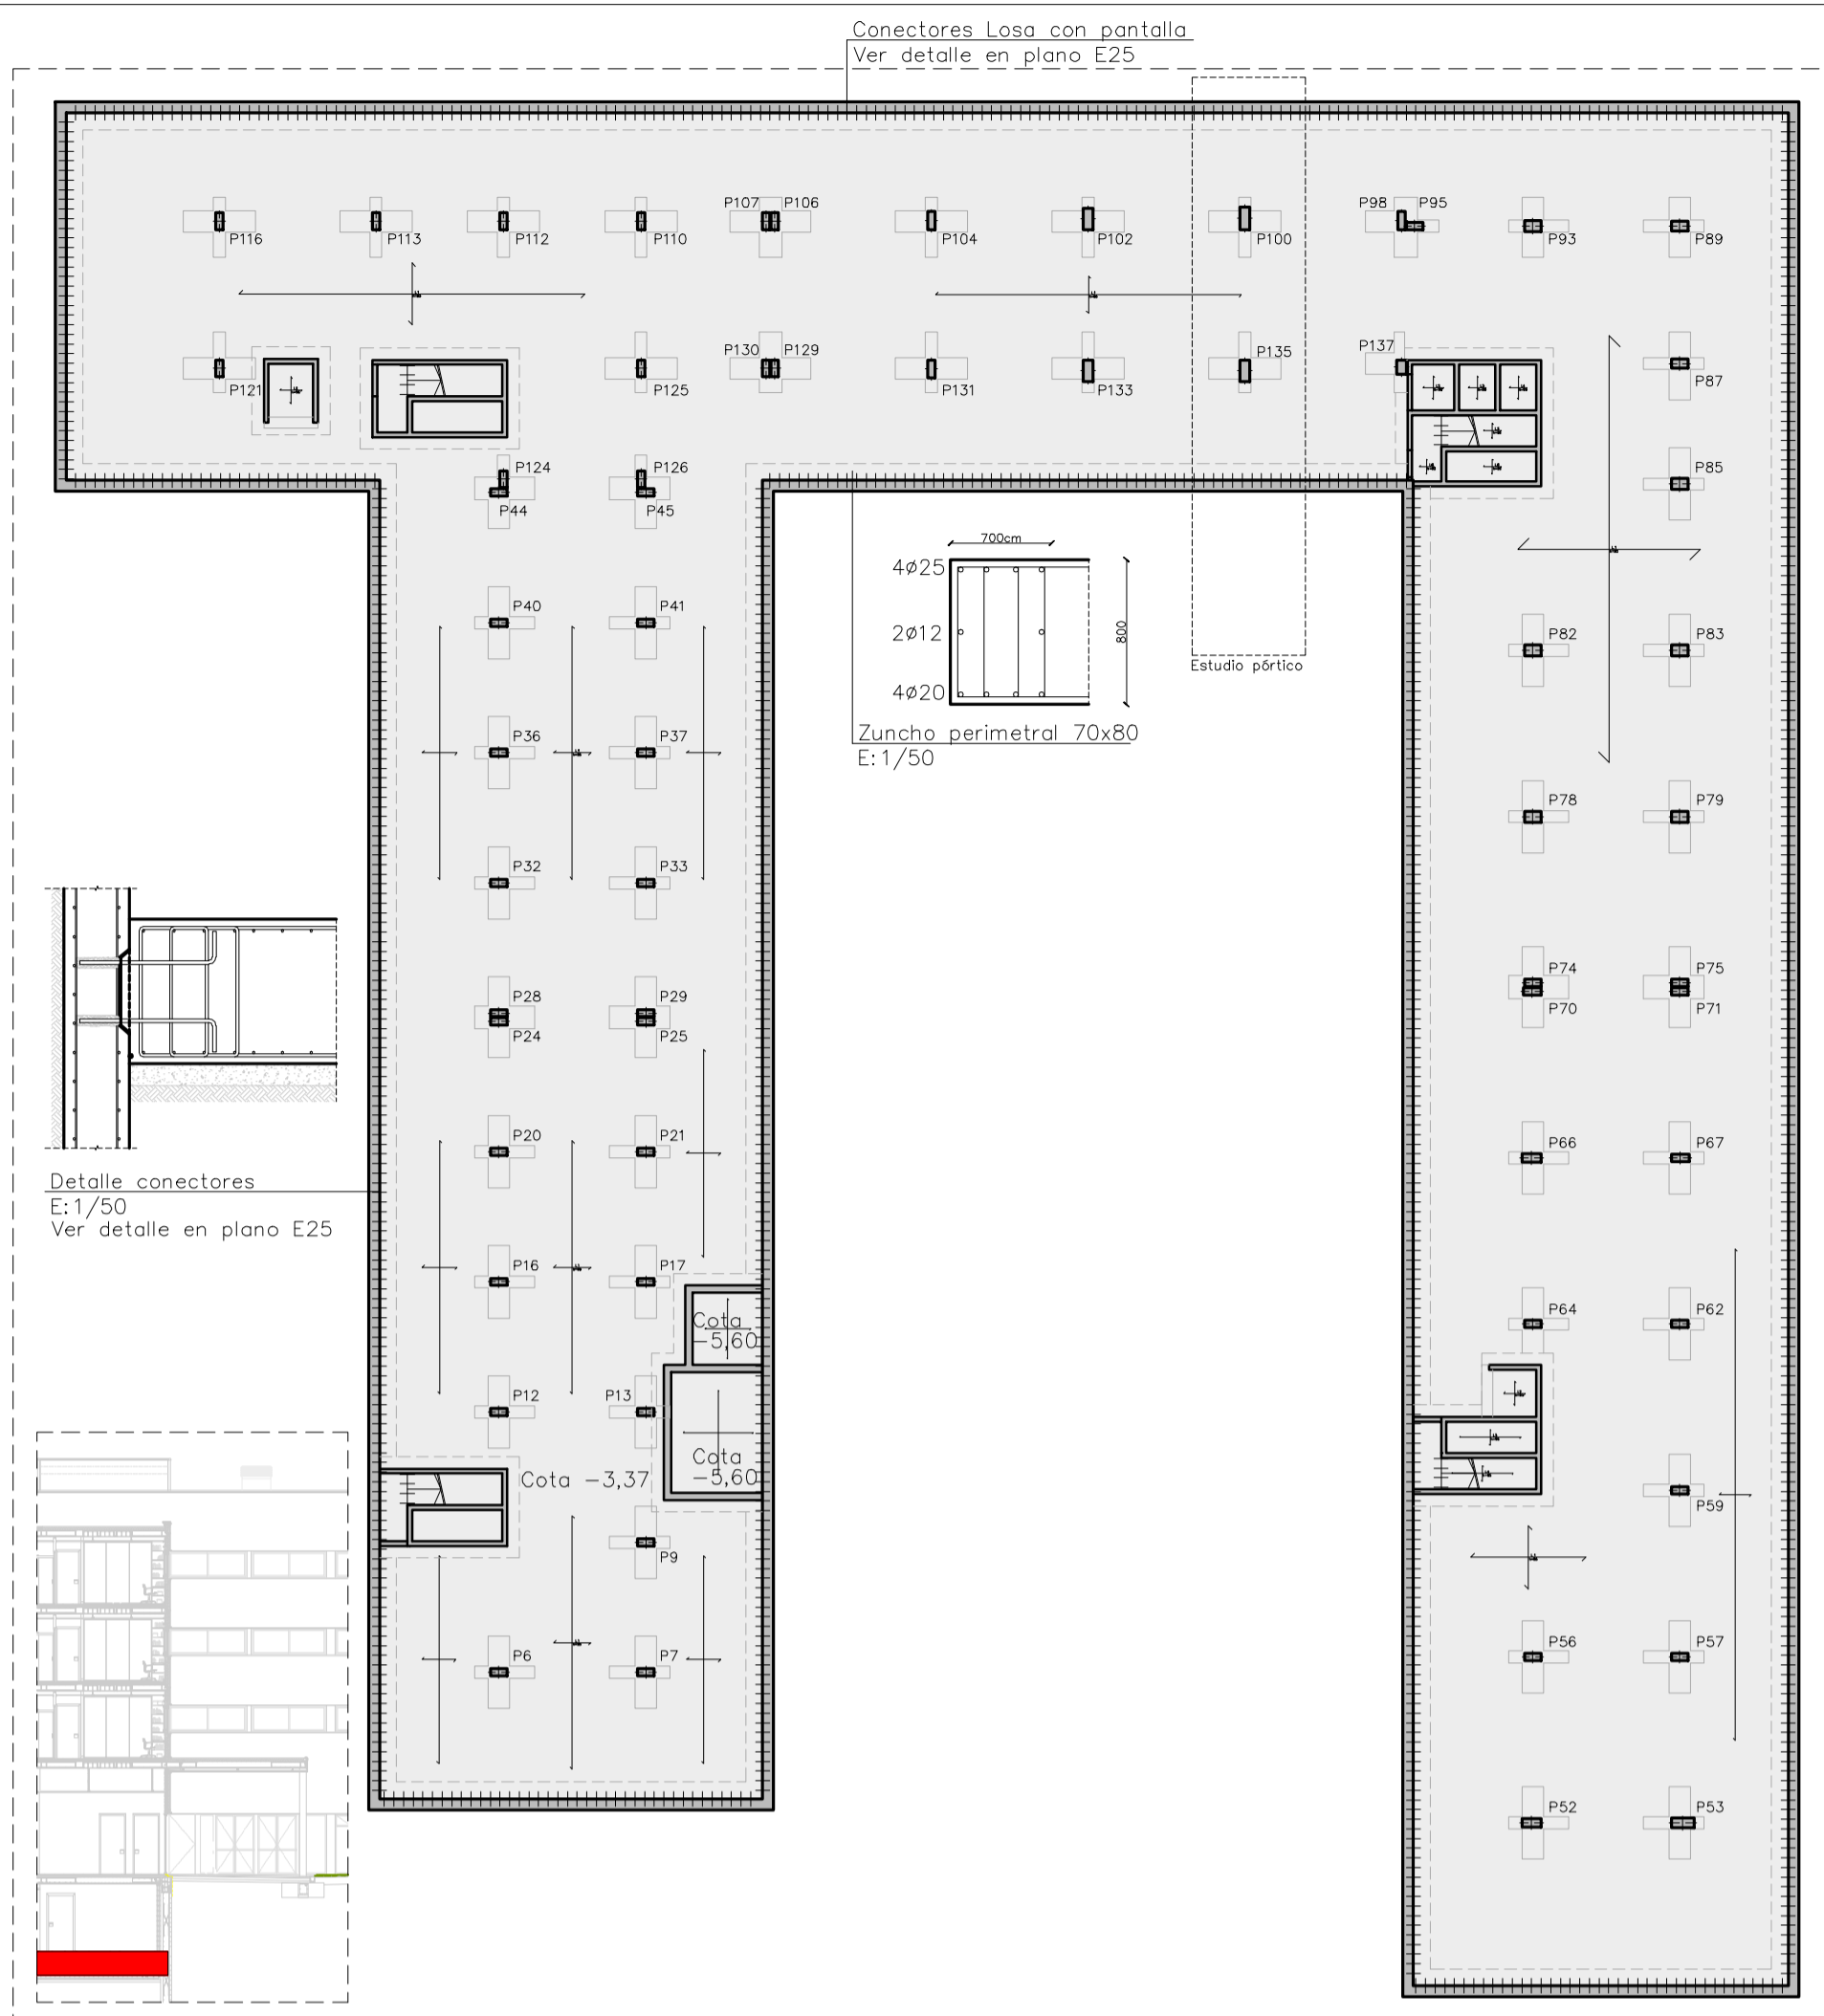 Conectores Losa con pantalla
Ver detalle en plano E25
P107
P106
P98
P95
P116
P113
P112
P110
P104
P102
P100
P93
P89
P130
P129
P135
P137
P121
P125
P131
P133
P87
P124
P126
P44
P45
P85
700cm
4ø25
2ø12
4ø20
800
Zuncho perimetral 70x80
E:1/50
Estudio pórtico
P40
P41
P82
P83
P36
P37
P78
P79
P32
P33
P28
P29
P24
P25
P74
P75
P70
P71
P20
P21
P66
P67
Detalle conectores
E:1/50
Ver detalle en plano E25
P16
P17
P64
P62
Cota
-5,60
P12
P13
Cota
-5,60
Cota -3,37
P59
P9
P6
P7
P56
P57
P52
P53